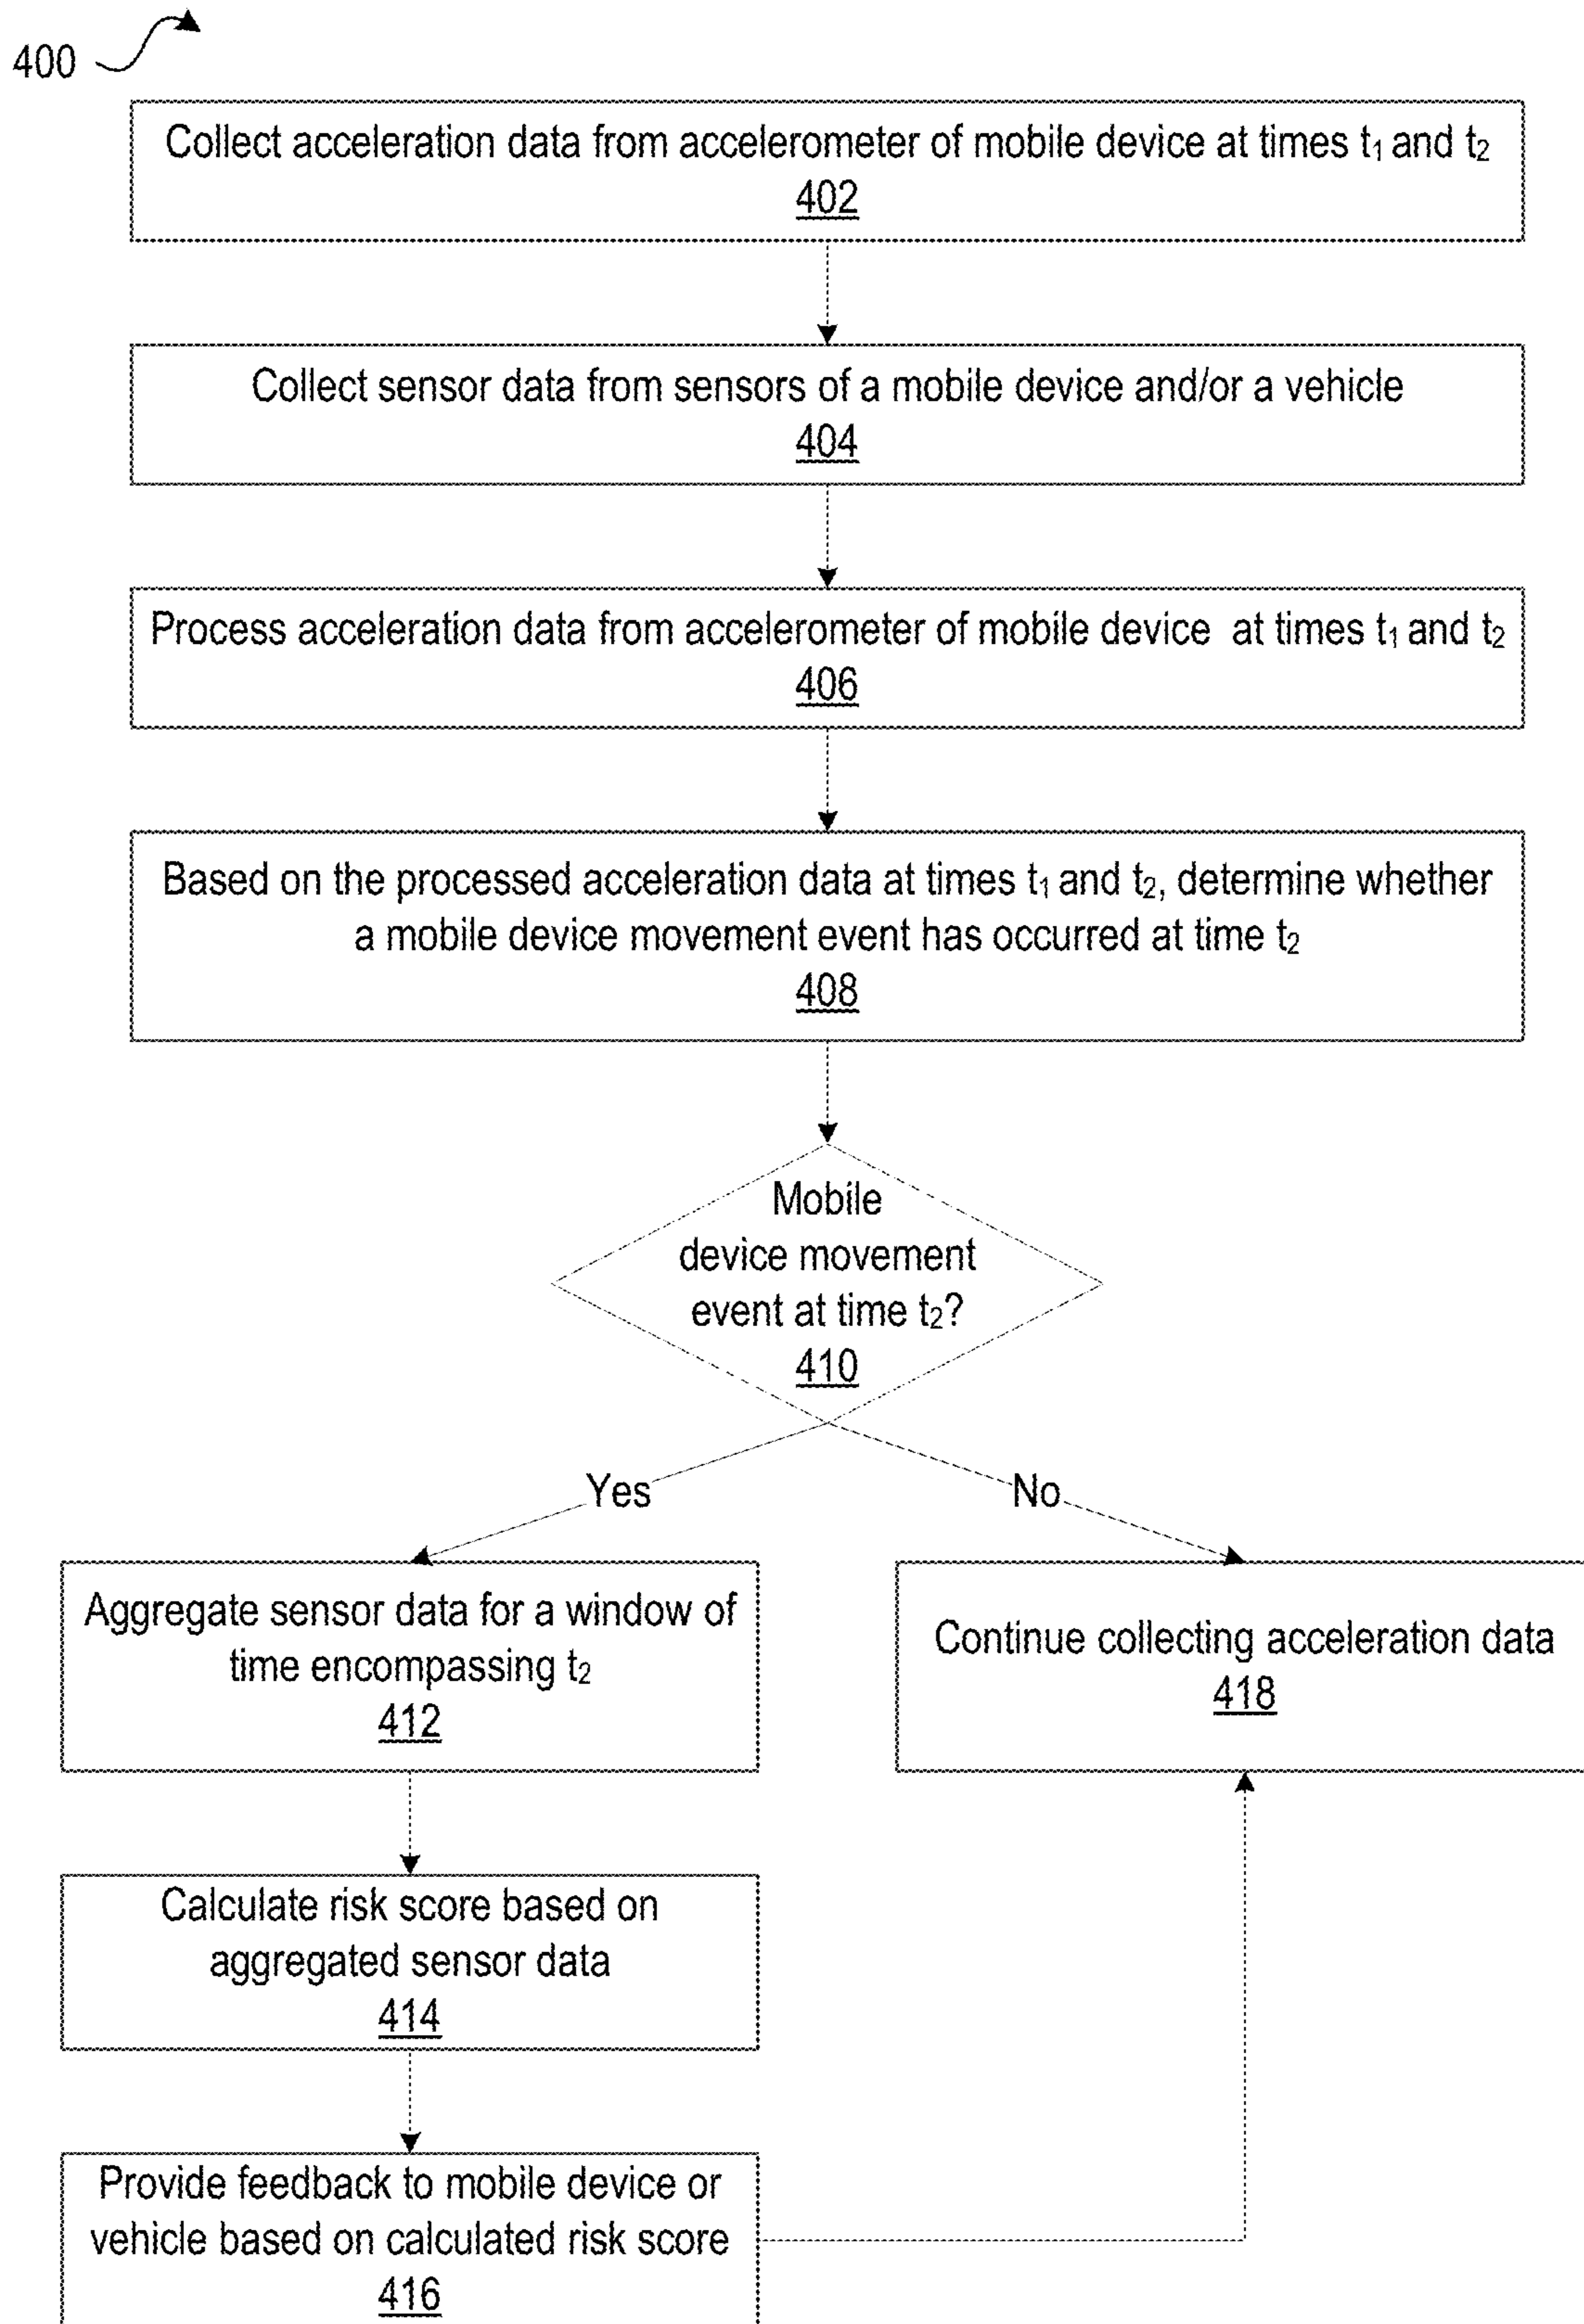 400
Collect acceleration data from accelerometer of mobile device at times t₁ and t₂
402
Collect sensor data from sensors of a mobile device and/or a vehicle
404
Process acceleration data from accelerometer of mobile device at times t₁ and t₂
406
Based on the processed acceleration data at times t₁ and t₂, determine whether
a mobile device movement event has occurred at time t₂
408
Mobile
device movement
event at time t₂?
410
Yes
No
Aggregate sensor data for a window of
time encompassing t₂
412
Continue collecting acceleration data
418
Calculate risk score based on
aggregated sensor data
414
Provide feedback to mobile device or
vehicle based on calculated risk score
416